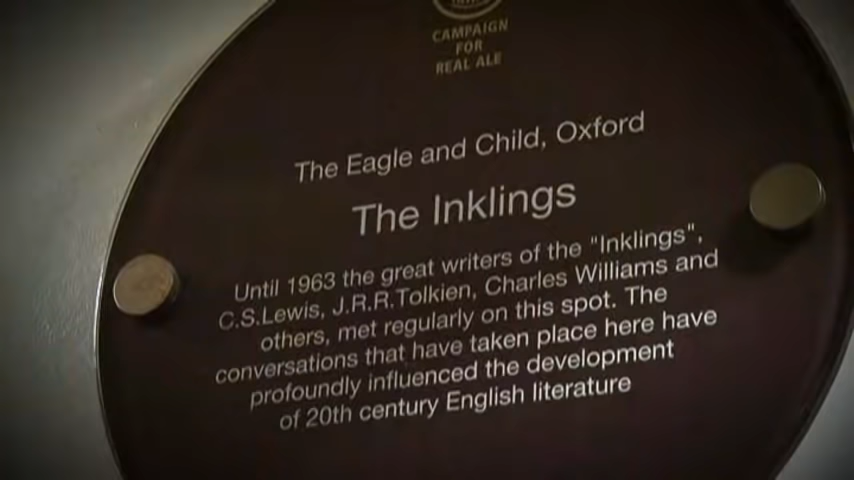 CAMPAIGN
FOR
REAL ALE
The Eagle and Child, Oxford
The Inklings
Until 1963 the great writers of the "Inklings",
C.S.Lewis, J.R.R.Tolkien, Charles Williams and
others, met regularly on this spot. The
conversations that have taken place here have
profoundly influenced the development
of 20th century English literature